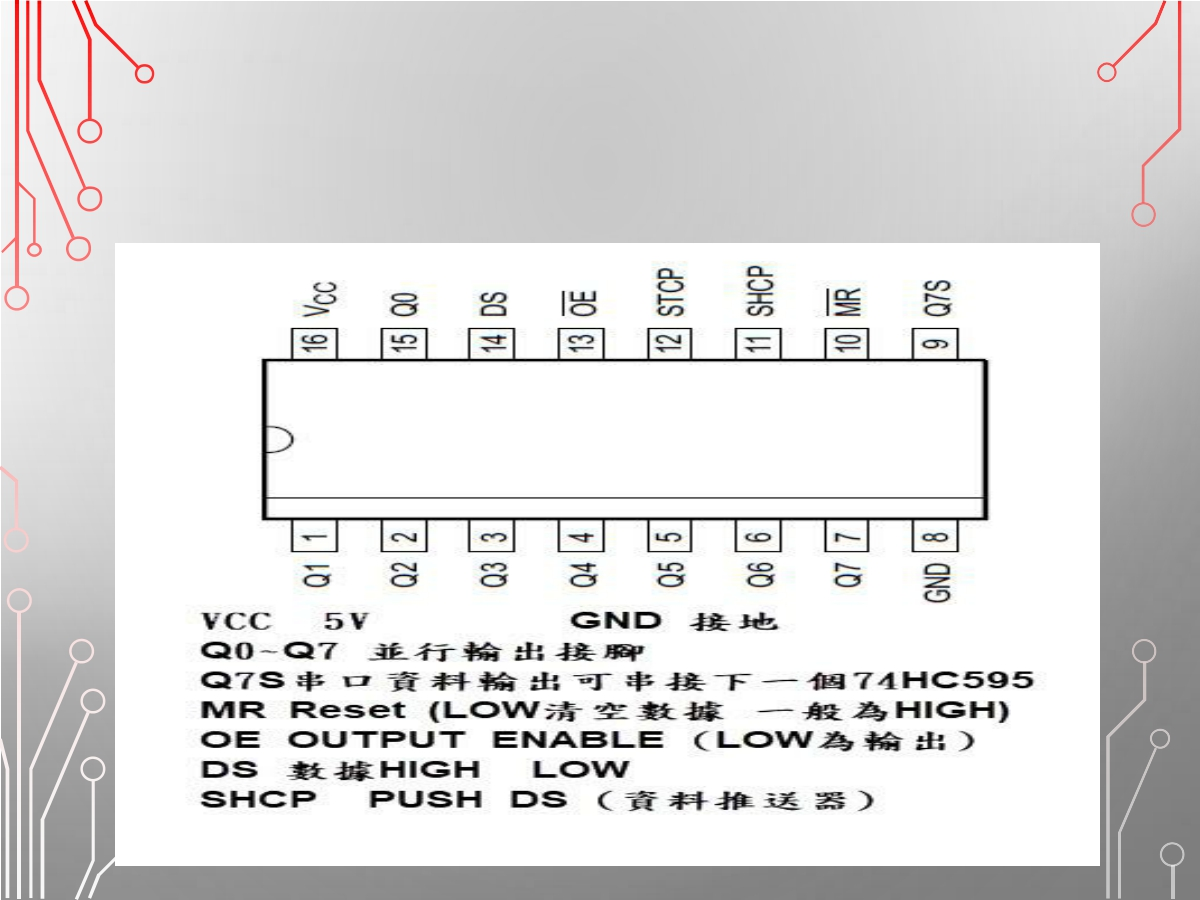 VCC Q0 DS OE STCP SHCP MR Q7S
16 15 14 13 12 11 10 9
1 2 3 4 5 6 7 8
Q1 Q2 Q3 Q4 Q5 Q6 Q7 GND
VCC 5V GND 接地
Q0~Q7 並行輸出接腳
Q7S串口資料輸出可串接下一個74HC595
MR Reset (LOW清空數據 一般為HIGH)
OE OUTPUT ENABLE (LOW為輸出)
DS 數據HIGH LOW
SHCP PUSH DS (資料推送器)